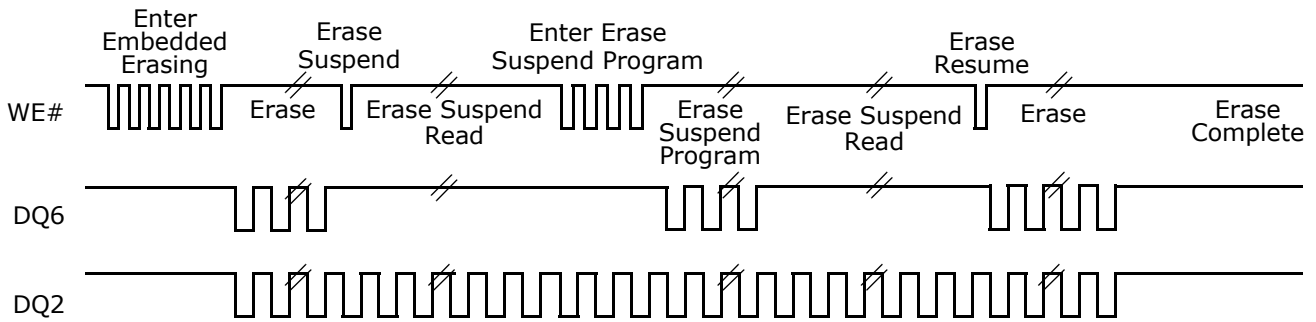 Enter
Embedded
Erasing
Erase
Suspend
Enter Erase
Suspend Program
Erase
Resume
WE#
Erase
Erase Suspend
Read
Erase
Suspend
Program
Erase Suspend
Read
Erase
Erase
Complete
DQ6
DQ2